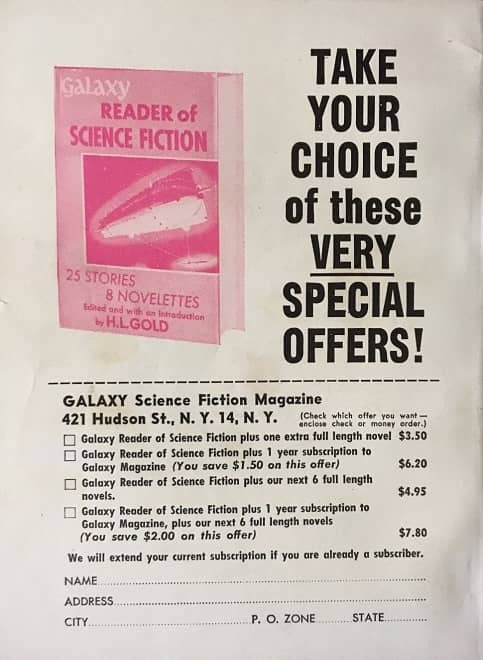 Galaxy
READER of
SCIENCE FICTION
25 STORIES
8 NOVELETTES
Edited and with an Introduction
by H.L.GOLD
TAKE
YOUR
CHOICE
of these
VERY
SPECIAL
OFFERS!
GALAXY Science Fiction Magazine
421 Hudson St., N. Y. 14, N. Y.
(Check which offer you want—
enclose check or money order.)
Galaxy Reader of Science Fiction plus one extra full length novel $3.50
Galaxy Reader of Science Fiction plus 1 year subscription to
Galaxy Magazine (You save $1.50 on this offer) $6.20
Galaxy Reader of Science Fiction plus our next 6 full length
novels. $4.95
Galaxy Reader of Science Fiction plus 1 year subscription to
Galaxy Magazine, plus our next 6 full length novels
(You save $2.00 on this offer) $7.80
We will extend your current subscription if you are already a subscriber.
NAME
ADDRESS
CITY P. O. ZONE STATE